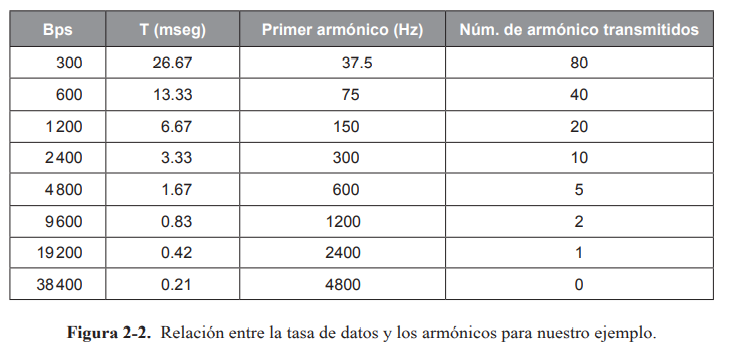 Bps T (mseg) Primer armónico (Hz) Núm. de armónico transmitidos
300 26.67 37.5 80
600 13.33 75 40
1200 6.67 150 20
2400 3.33 300 10
4800 1.67 600 5
9600 0.83 1200 2
19200 0.42 2400 1
38400 0.21 4800 0
Figura 2-2. Relación entre la tasa de datos y los armónicos para nuestro ejemplo.